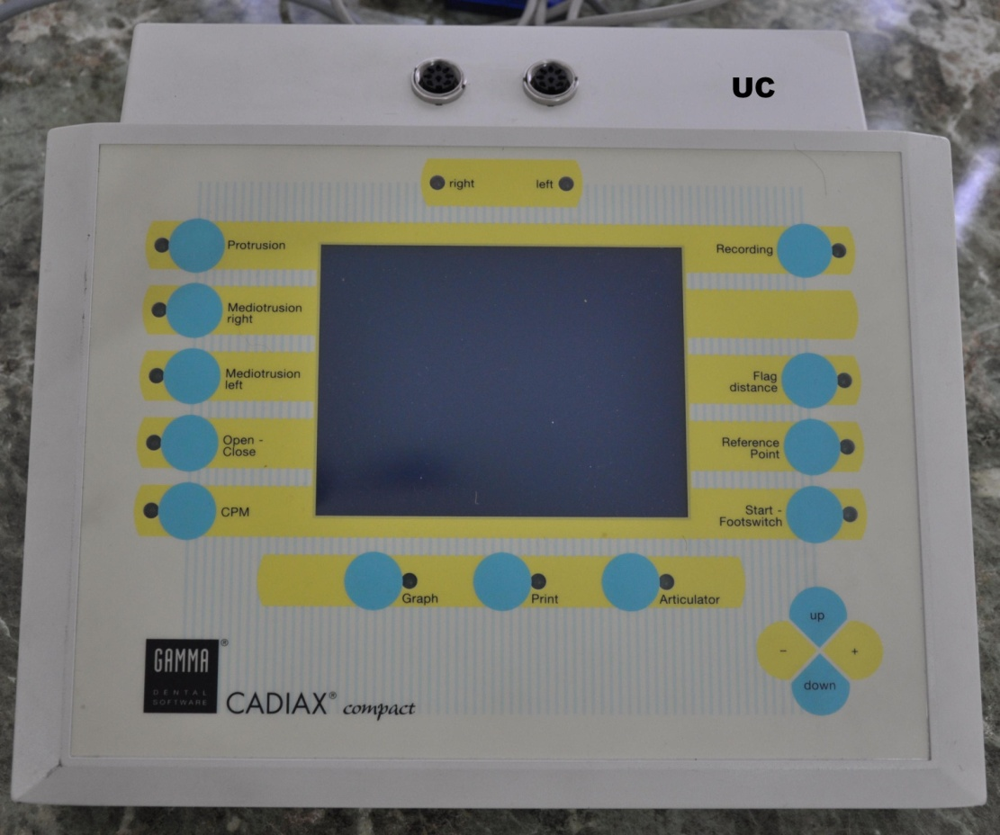 UC
right left
Protrusion
Recording
Mediotrusion
right
Mediotrusion
left
Flag
distance
Open -
Close
Reference
Point
CPM
Start -
Footswitch
Graph
Print
Articulator
up
- +
down
GAMMA ®
DENTAL
SOFTWARE
CADIAX® compact